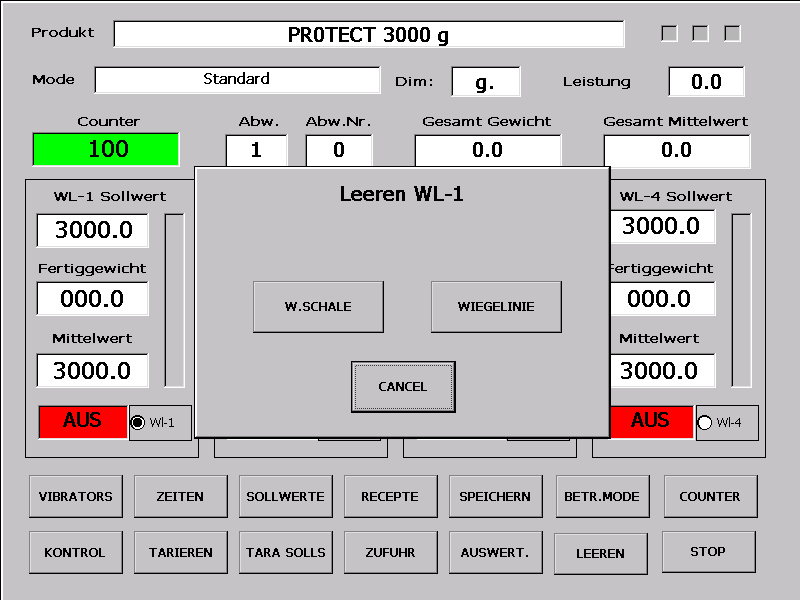 Produkt PR0TECT 3000 g
Mode Standard Dim: g. Leistung 0.0
Counter Abw. Abw.Nr. Gesamt Gewicht Gesamt Mittelwert
100 1 0 0.0 0.0
Leeren WL-1
WL-1 Sollwert WL-4 Sollwert
3000.0 3000.0
Fertiggewicht Fertiggewicht
000.0 000.0
W.SCHALE WIEGELINIE
Mittelwert Mittelwert
3000.0 3000.0
CANCEL
AUS Wl-1 AUS Wl-4
VIBRATORS ZEITEN SOLLWERTE RECEPTE SPEICHERN BETR.MODE COUNTER
KONTROL TARIEREN TARA SOLLS ZUFUHR AUSWERT. LEEREN STOP